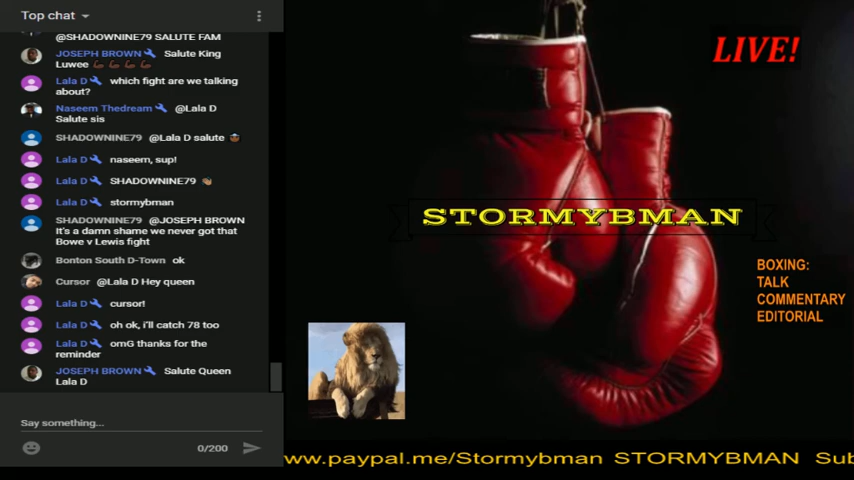 Top chat
@SHADOWNINE79 SALUTE FAM
JOSEPH BROWN Salute King
Luwee
Lala D which fight are we talking
about?
Naseem Thedream @Lala D
Salute sis
SHADOWNINE79 @Lala D salute
Lala D naseem, sup!
Lala D SHADOWNINE79
Lala D stormybman
SHADOWNINE79 @JOSEPH BROWN
It's a damn shame we never got that
Bowe v Lewis fight
Bonton South D-Town ok
Cursor @Lala D Hey queen
Lala D cursor!
Lala D oh ok, i'll catch 78 too
Lala D omG thanks for the
reminder
JOSEPH BROWN Salute Queen
Lala D
Say something...
0/200
LIVE!
STORMYBMAN
BOXING:
TALK
COMMENTARY
EDITORIAL
ww.paypal.me/Stormybman STORMYBMAN Sub